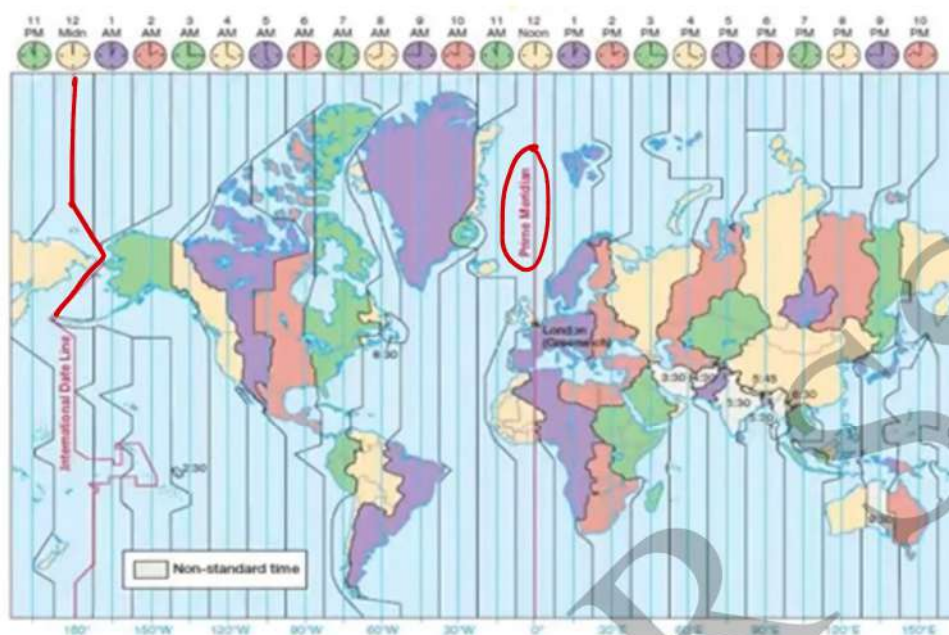 11 12 1 2 3 4 5 6 7 8 9 10 11 12 1 2 3 4 5 6 7 8 9 10
PM Midn AM AM AM AM AM AM AM AM AM AM AM Noon PM PM PM PM PM PM PM PM PM PM
Prime Meridian
International Date Line
London
(Greenwich)
3:30
5:45
5:30
6:30
Non-standard time
180° 150°W 120°W 90°W 60°W 30°W 0° 30°E 60°E 90°E 120°E 150°E